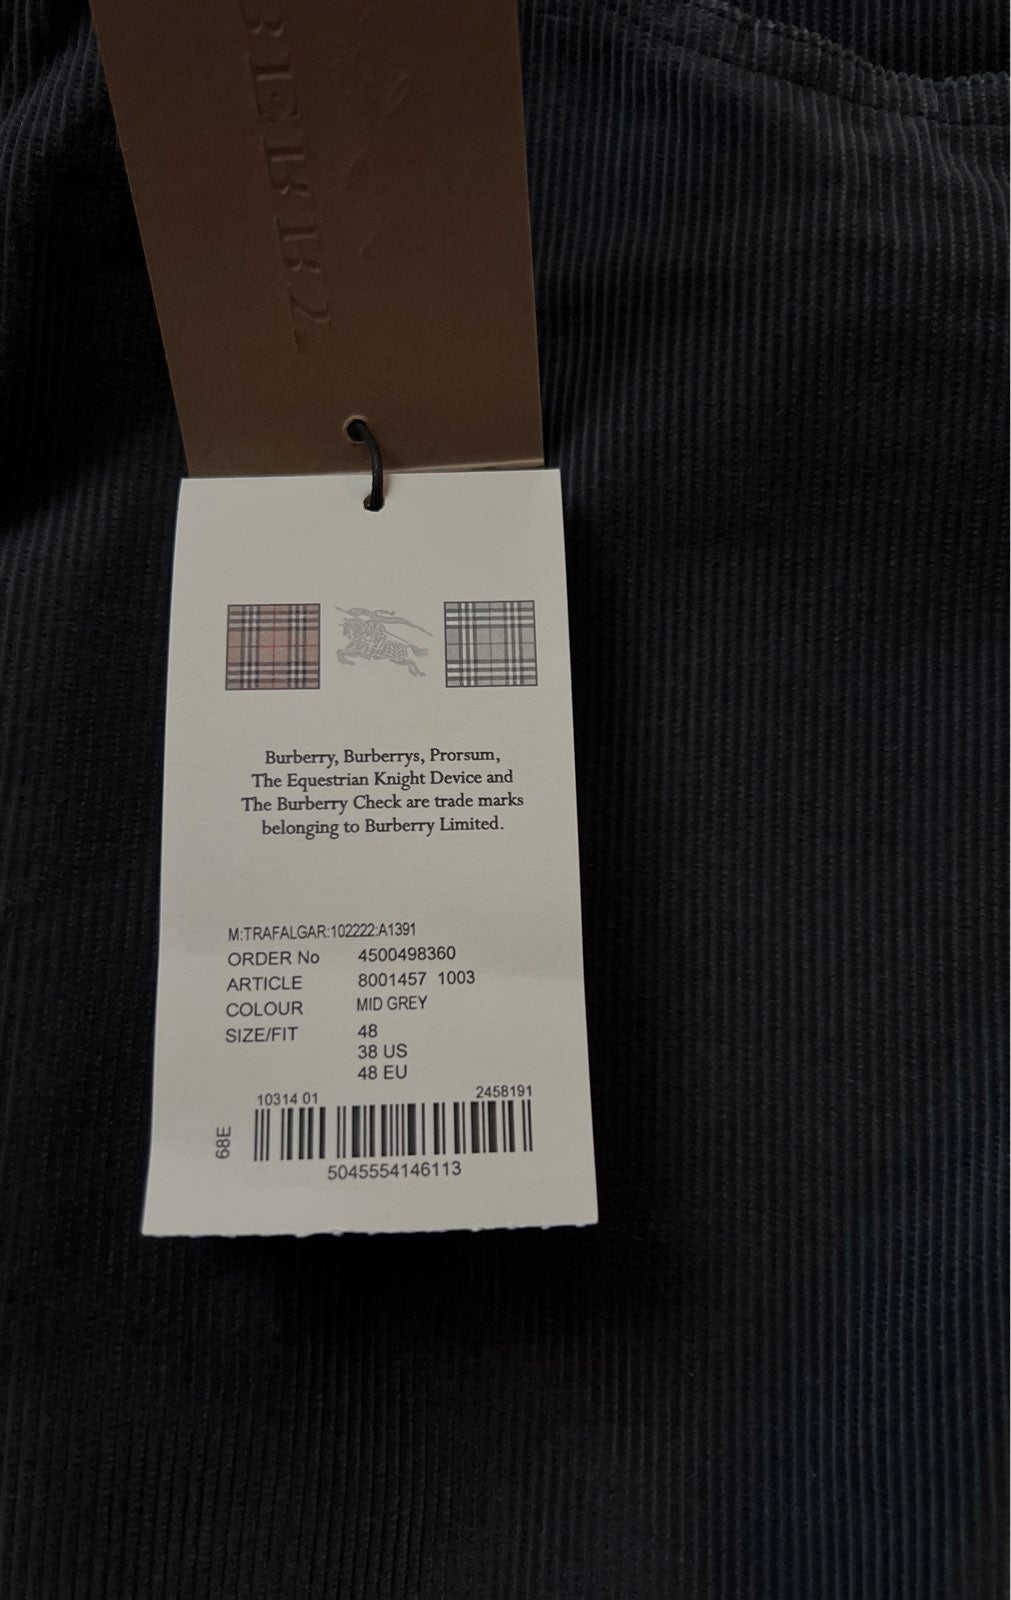 BERRY
Burberry, Burberrys, Prorsum,
The Equestrian Knight Device and
The Burberry Check are trade marks
belonging to Burberry Limited.
M:TRAFALGAR:102222:A1391
ORDER No 4500498360
ARTICLE 8001457 1003
COLOUR MID GREY
SIZE/FIT 48
38 US
48 EU
10314 01 2458191
68E
5045554146113